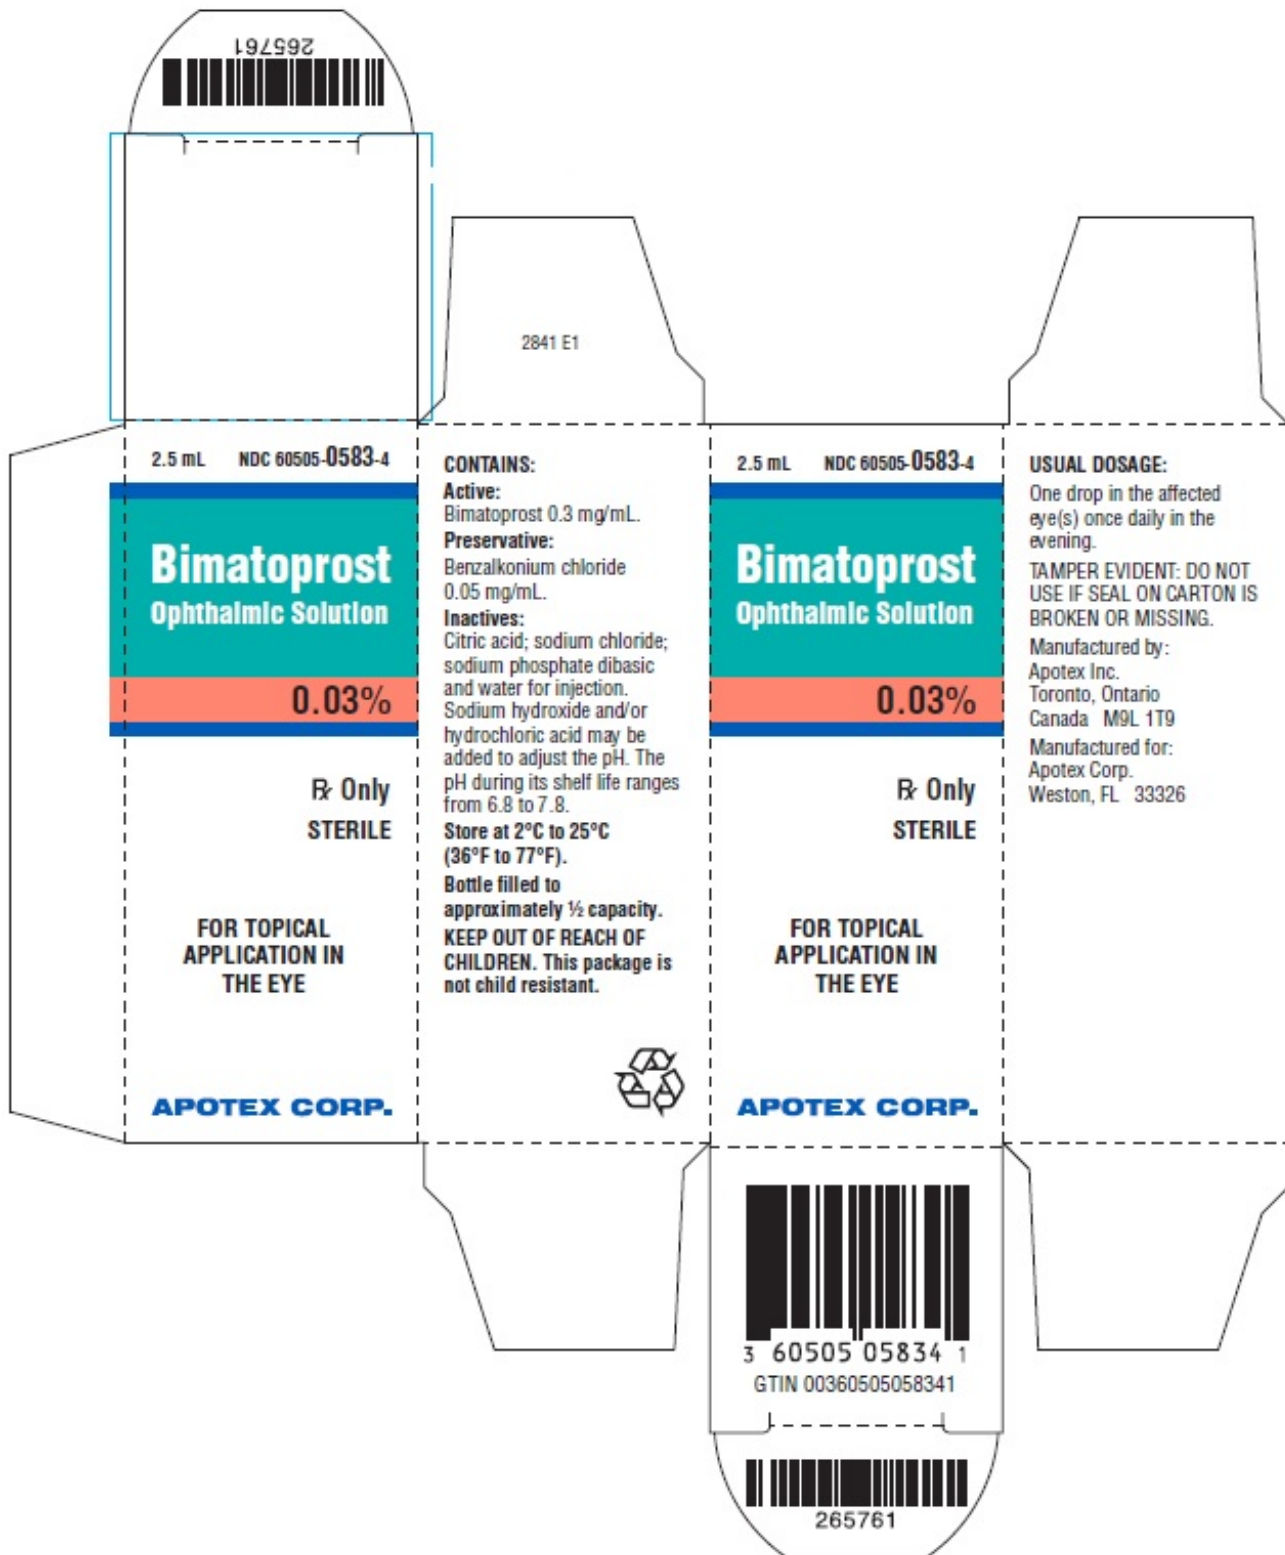 265761
2841 E1
2.5 mL NDC 60505-0583-4
Bimatoprost
Ophthalmic Solution
0.03%
℞ Only
STERILE
FOR TOPICAL
APPLICATION IN
THE EYE
APOTEX CORP.
CONTAINS:
Active:
Bimatoprost 0.3 mg/mL.
Preservative:
Benzalkonium chloride
0.05 mg/mL.
Inactives:
Citric acid; sodium chloride;
sodium phosphate dibasic
and water for injection.
Sodium hydroxide and/or
hydrochloric acid may be
added to adjust the pH. The
pH during its shelf life ranges
from 6.8 to 7.8.
Store at 2°C to 25°C
(36°F to 77°F).
Bottle filled to
approximately ½ capacity.
KEEP OUT OF REACH OF
CHILDREN. This package is
not child resistant.
2.5 mL NDC 60505-0583-4
Bimatoprost
Ophthalmic Solution
0.03%
℞ Only
STERILE
FOR TOPICAL
APPLICATION IN
THE EYE
APOTEX CORP.
USUAL DOSAGE:
One drop in the affected
eye(s) once daily in the
evening.
TAMPER EVIDENT: DO NOT
USE IF SEAL ON CARTON IS
BROKEN OR MISSING.
Manufactured by:
Apotex Inc.
Toronto, Ontario
Canada M9L 1T9
Manufactured for:
Apotex Corp.
Weston, FL 33326
3 60505 05834 1
GTIN 00360505058341
265761